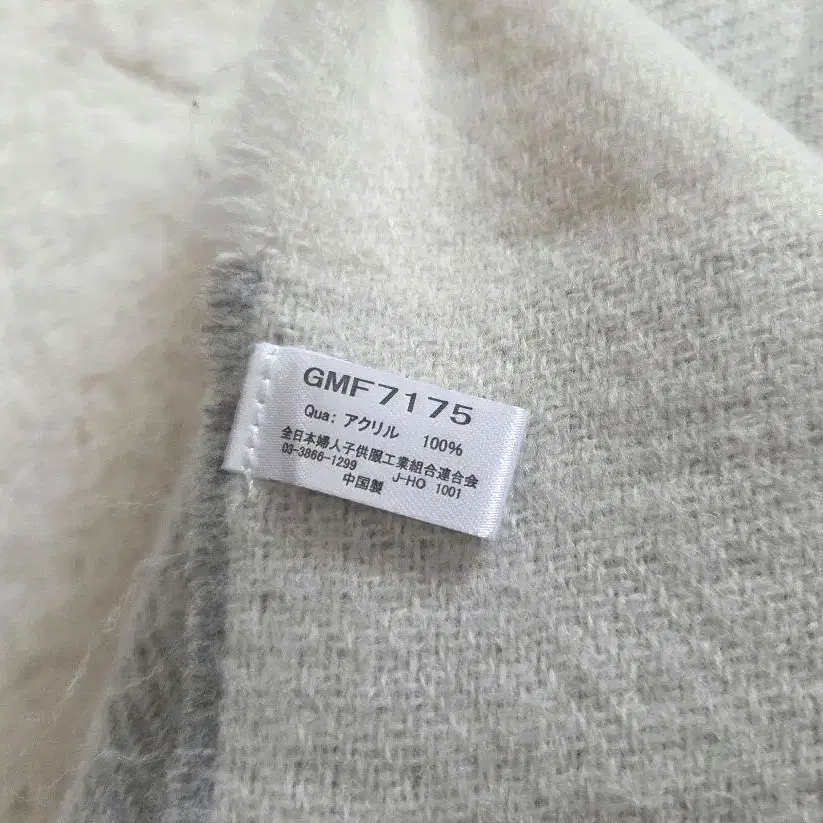 GMF7175
Qua: アクリル 100%
全日本婦人子供服工業組合連合会
03-3866-1299 J-HO 1001
中国製